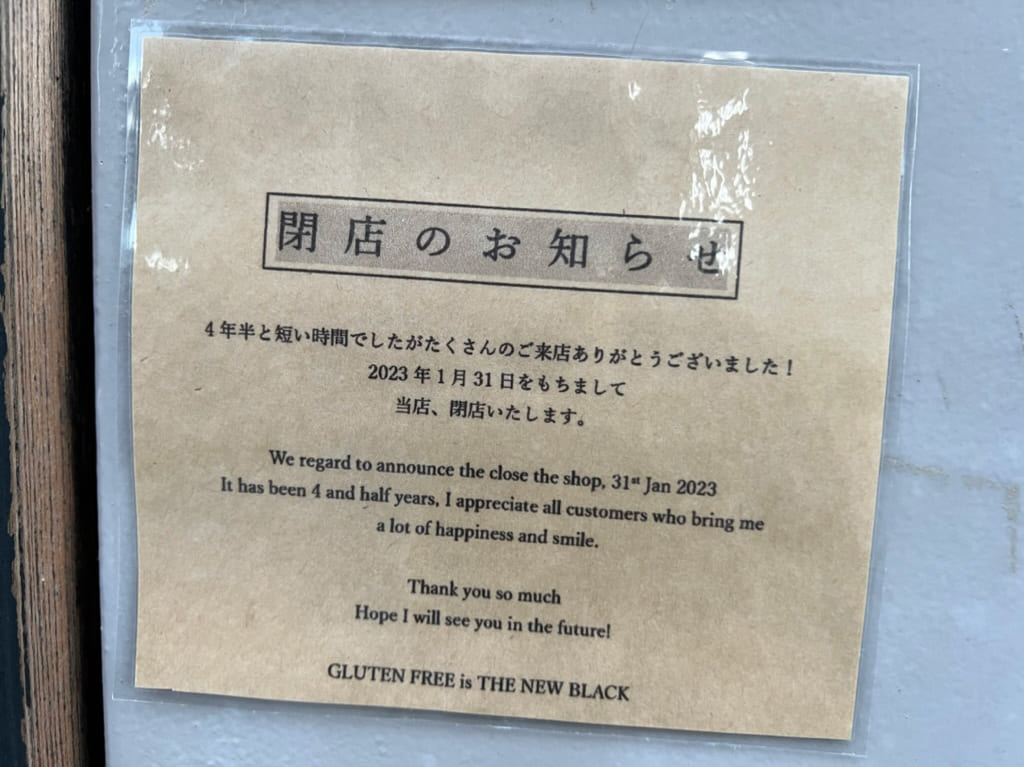 閉店のお知らせ
4年半と短い時間でしたがたくさんのご来店ありがとうございました！
2023年1月31日をもちまして
当店、閉店いたします。
We regard to announce the close the shop, 31st Jan 2023
It has been 4 and half years, I appreciate all customers who bring me
a lot of happiness and smile.
Thank you so much
Hope I will see you in the future!
GLUTEN FREE is THE NEW BLACK